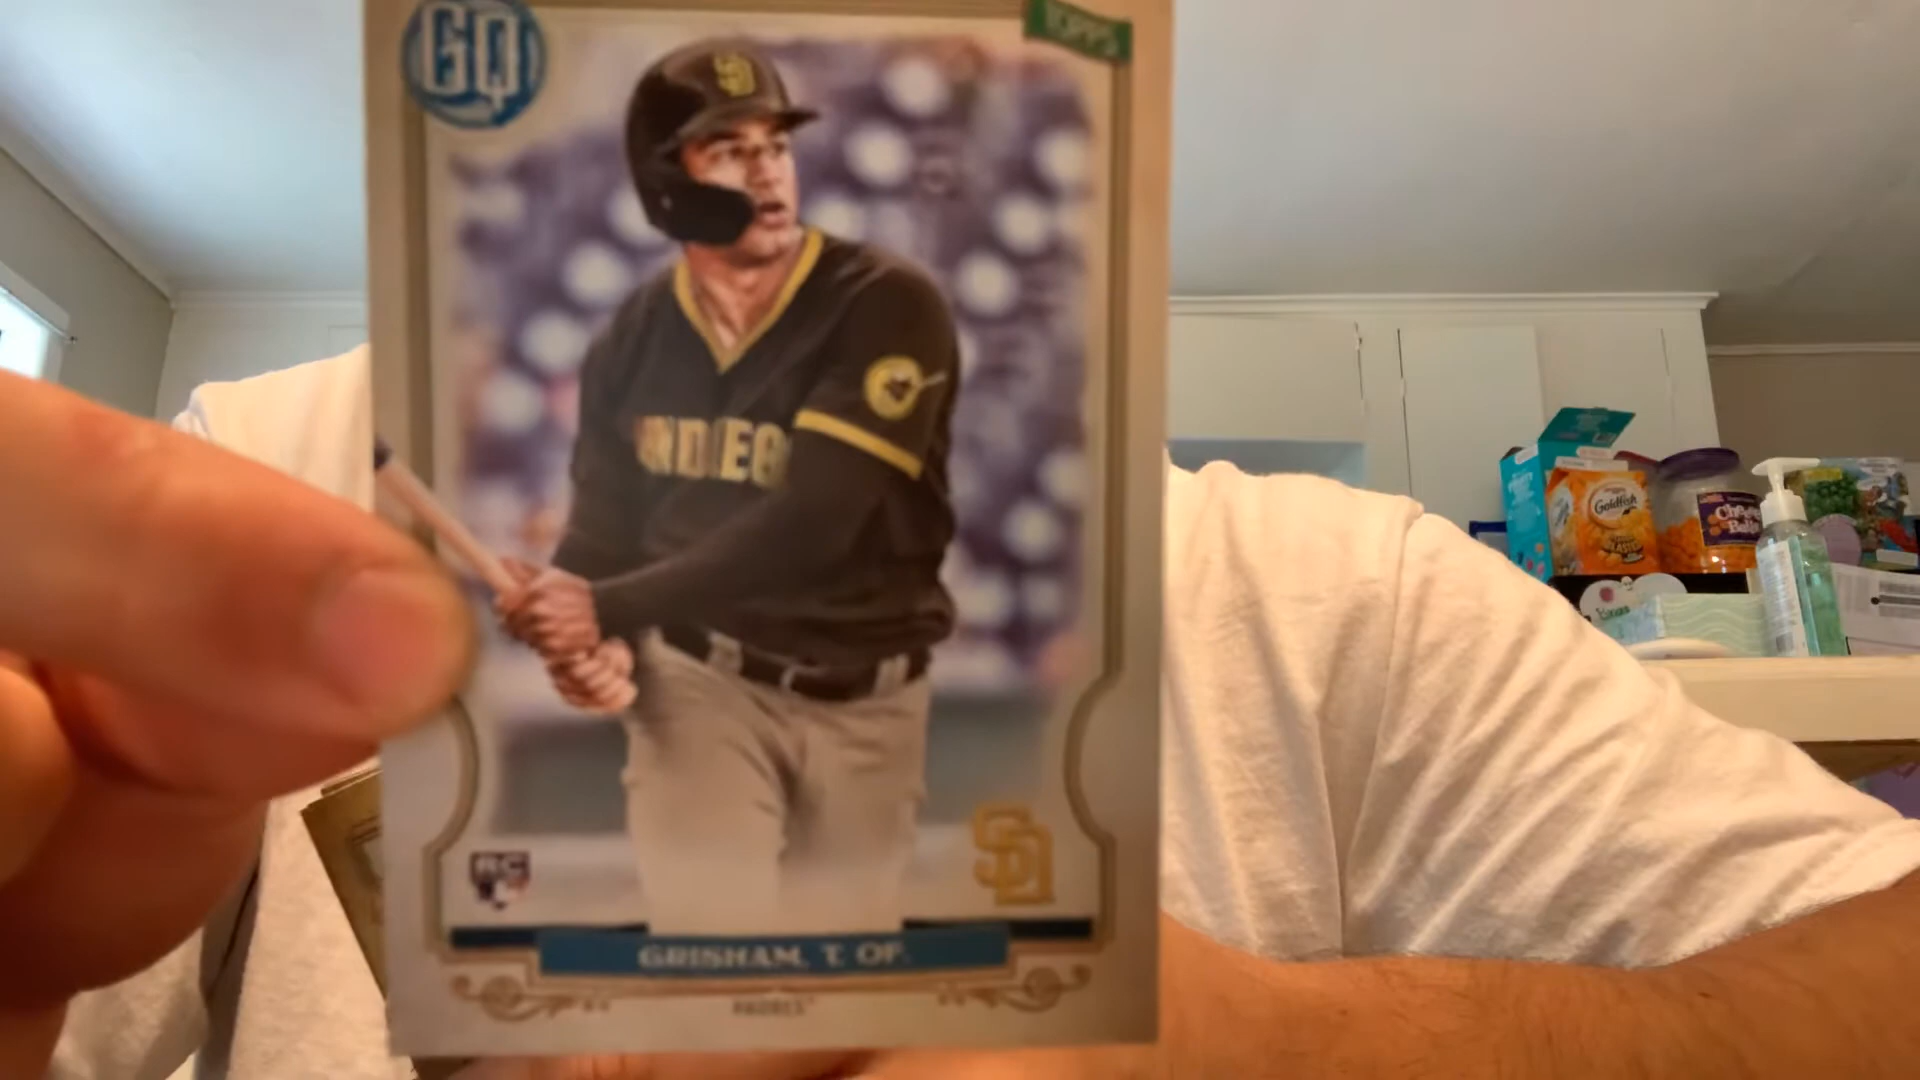 GQ
TOPPS
SD
N DIEG
RC
SD
GRISHAM, T. OF.
PADRES
Goldfish
Cheese
Balls